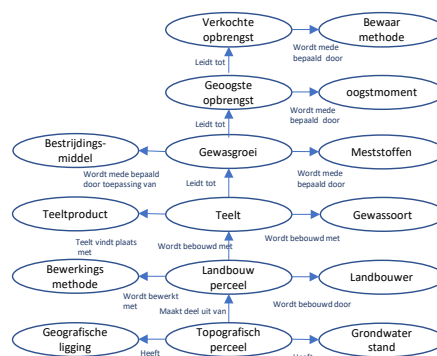 Verkochte
opbrengst
Bewaar
methode
Wordt mede
bepaald door
Leidt tot
Geoogste
opbrengst
oogstmoment
Wordt mede
bepaald door
Leidt tot
Bestrijdings-
middel
Gewasgroei
Meststoffen
Wordt mede bepaald
door toepassing van
Leidt tot
Wordt mede
bepaald door
Teeltproduct
Teelt
Gewassoort
Teelt vindt plaats
met
Wordt bebouwd met
Wordt bebouwd met
Bewerkings
methode
Landbouw
perceel
Landbouwer
Wordt bewerkt
met
Maakt deel uit van
Wordt bebouwd door
Geografische
ligging
Topografisch
perceel
Grondwater
stand
Heeft
Heeft